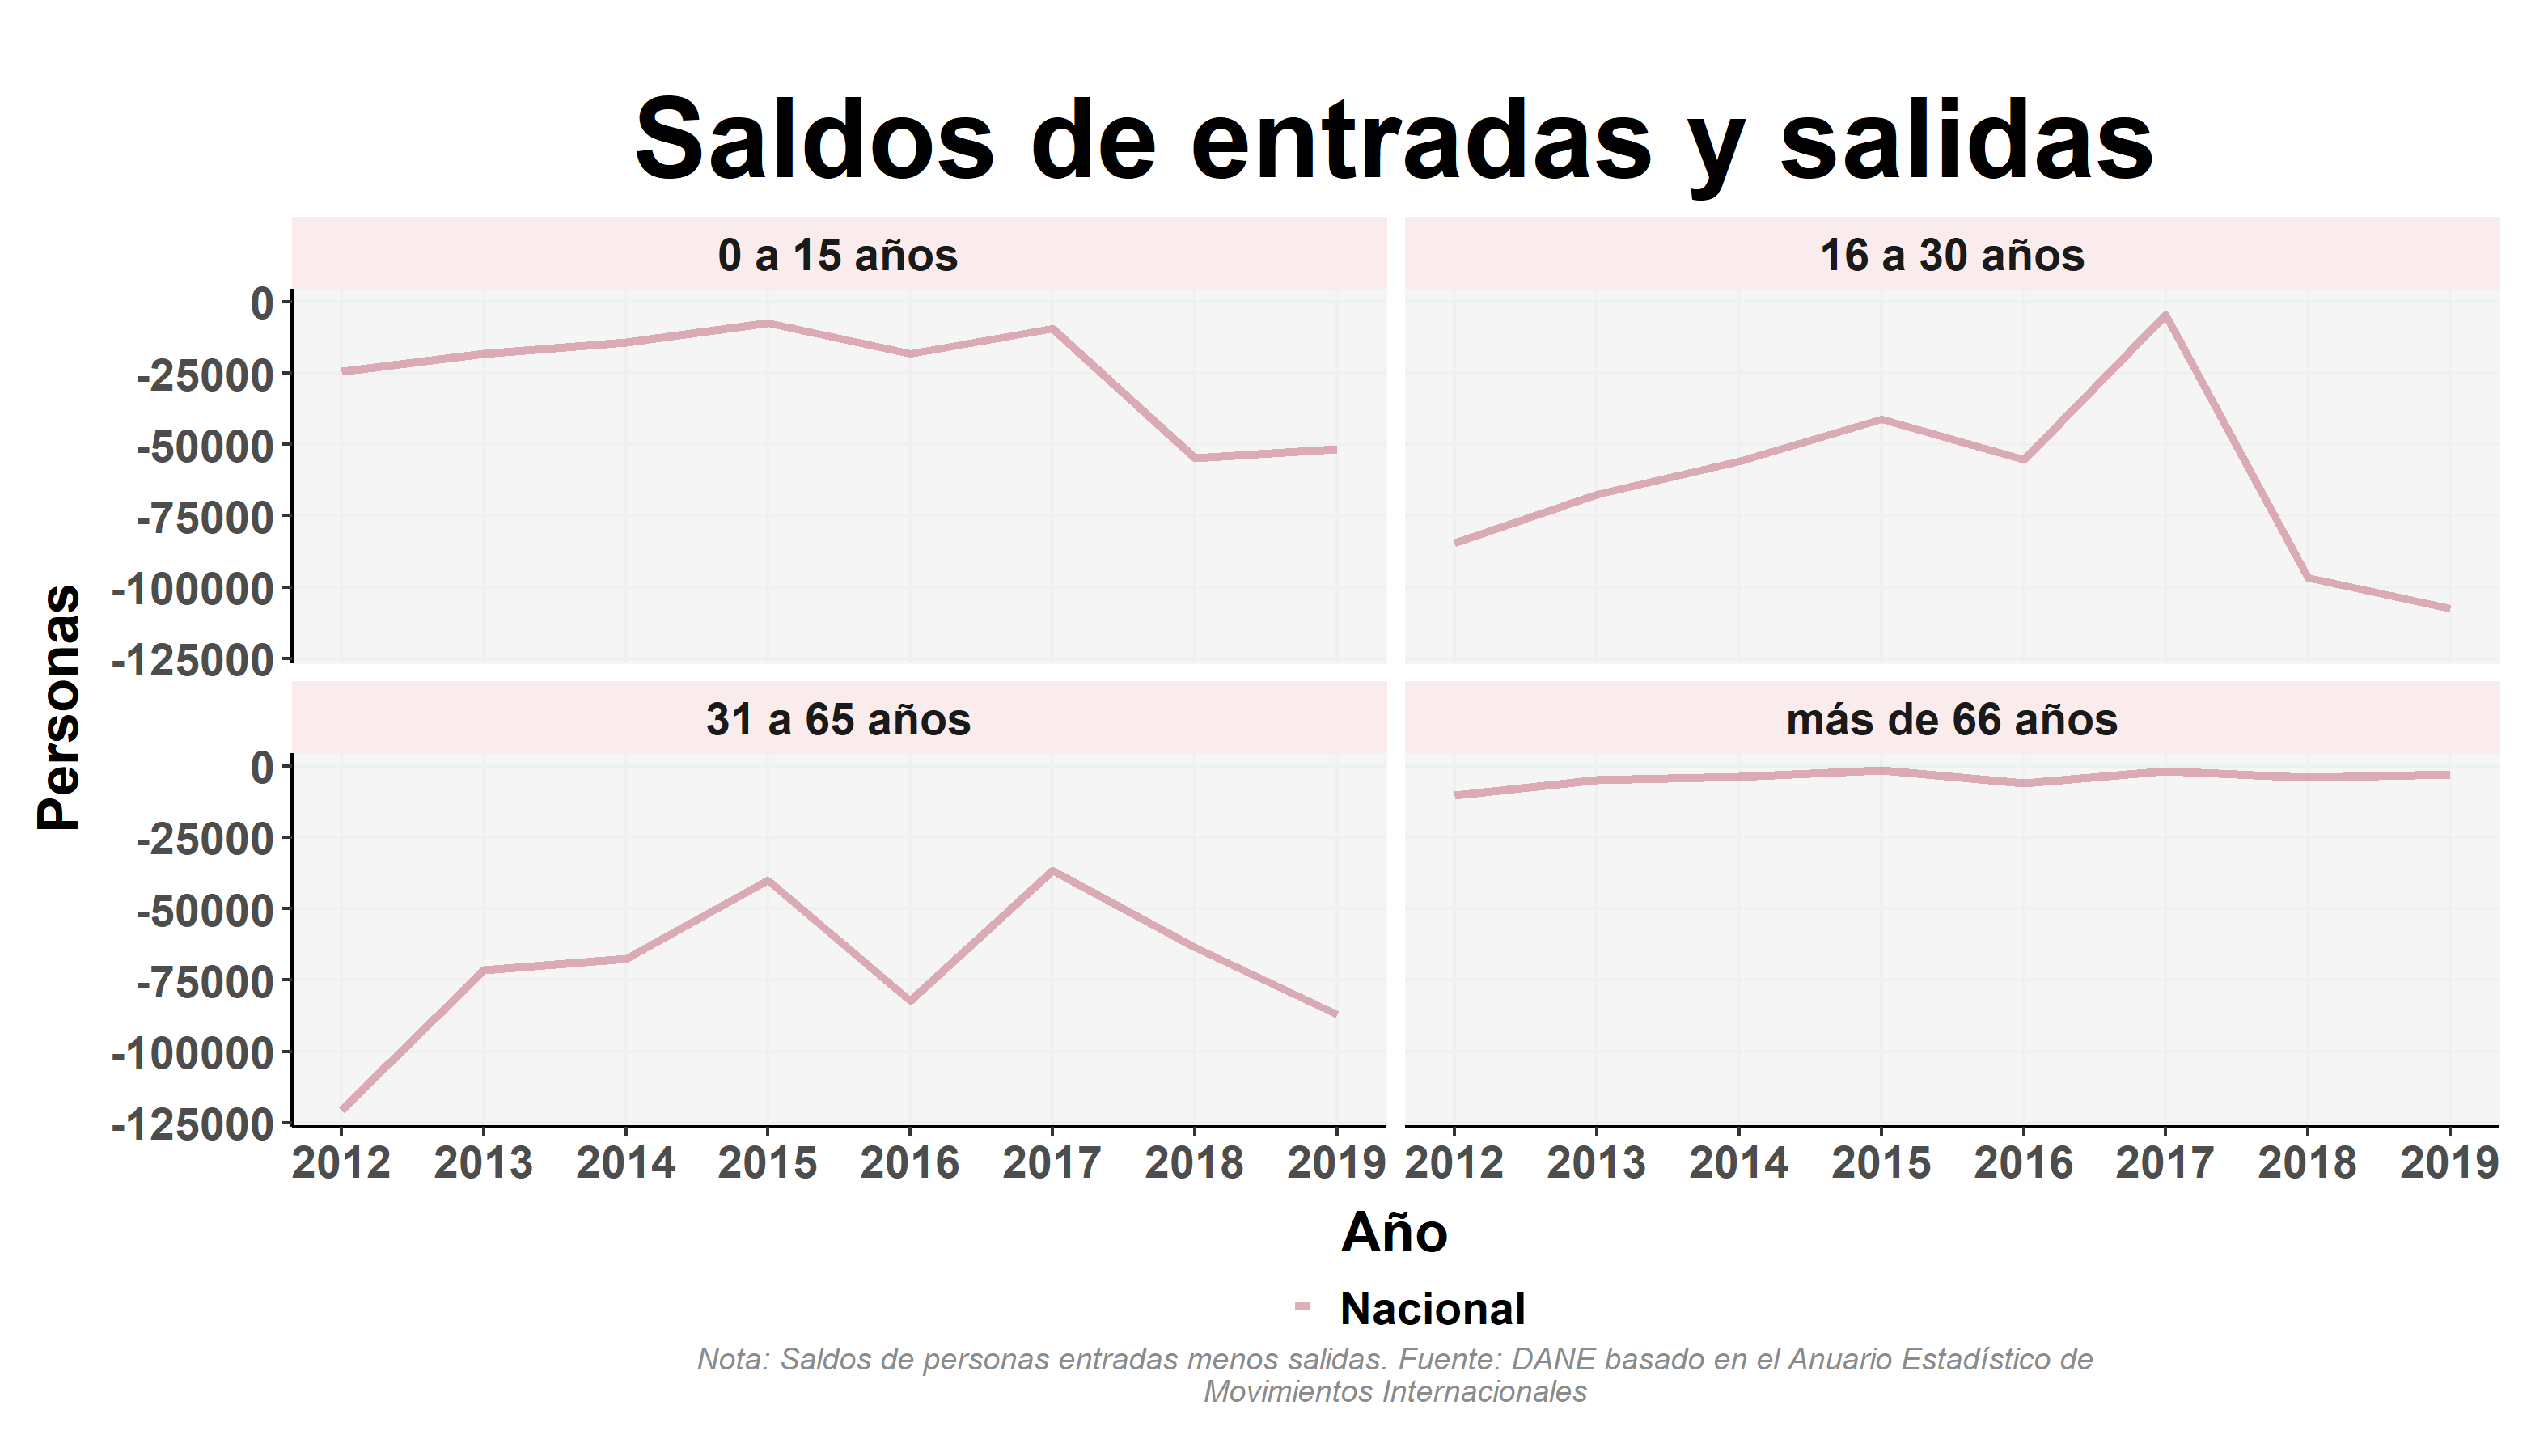 Saldos de entradas y salidas
0 a 15 años
16 a 30 años
0
-25000
-50000
-75000
-100000
-125000
31 a 65 años
más de 66 años
0
-25000
-50000
-75000
-100000
-125000
Personas
2012 2013 2014 2015 2016 2017 2018 2019 2012 2013 2014 2015 2016 2017 2018 2019
Año
Nacional
Nota: Saldos de personas entradas menos salidas. Fuente: DANE basado en el Anuario Estadístico de
Movimientos Internacionales